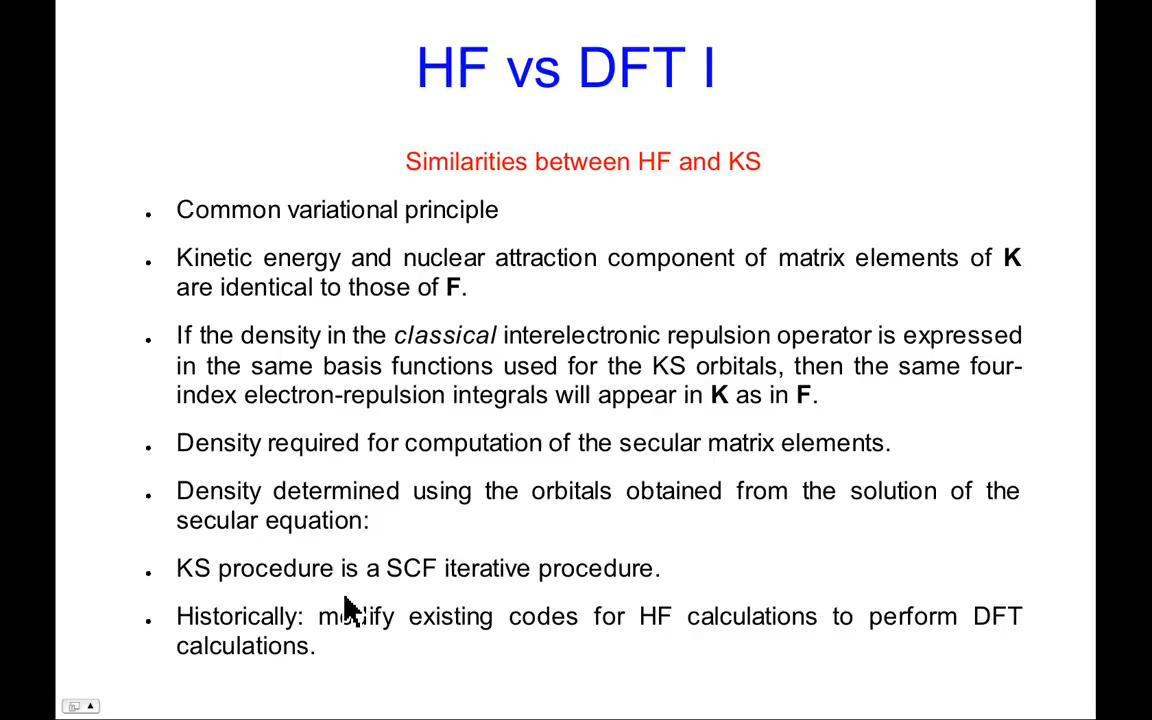 HF vs DFT I
Similarities between HF and KS
● Common variational principle
● Kinetic energy and nuclear attraction component of matrix elements of K
are identical to those of F.
● If the density in the classical interelectronic repulsion operator is expressed
in the same basis functions used for the KS orbitals, then the same four-
index electron-repulsion integrals will appear in K as in F.
● Density required for computation of the secular matrix elements.
● Density determined using the orbitals obtained from the solution of the
secular equation:
● KS procedure is a SCF iterative procedure.
● Historically: modify existing codes for HF calculations to perform DFT
calculations.